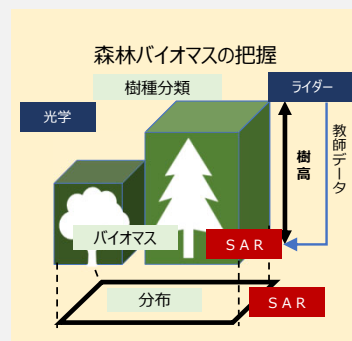 森林バイオマスの把握
樹種分類
ライダー
光学
樹高
教師データ
バイオマス
ＳＡＲ
分布
ＳＡＲ